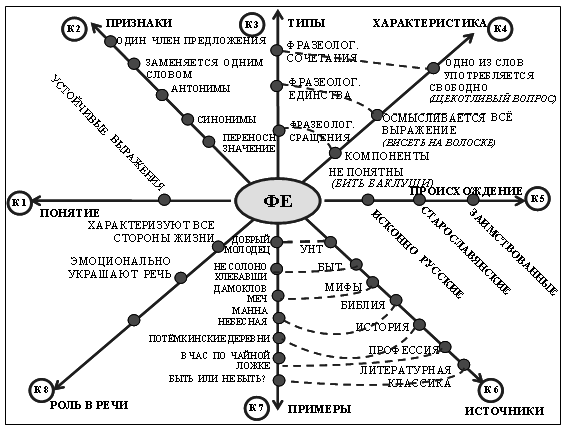 К2
ПРИЗНАКИ
К3
ТИПЫ
ХАРАКТЕРИСТИКА
К4
ОДИН ЧЛЕН ПРЕДЛОЖЕНИЯ
ЗАМЕНЯЕТСЯ ОДНИМ
СЛОВОМ
АНТОНИМЫ
СИНОНИМЫ
ПЕРЕНОСН.
ЗНАЧЕНИЕ
УСТОЙЧИВЫЕ ВЫРАЖЕНИЯ
ФРАЗЕОЛОГ.
СОЧЕТАНИЯ
ФРАЗЕОЛОГ.
ЕДИНСТВА
ФРАЗЕОЛОГ.
СРАЩЕНИЯ
ОДНО ИЗ СЛОВ
УПОТРЕБЛЯЕТСЯ
СВОБОДНО
(ЩЕКОТЛИВЫЙ ВОПРОС)
ОСМЫСЛИВАЕТСЯ ВСЁ
ВЫРАЖЕНИЕ
(ВИСЕТЬ НА ВОЛОСКЕ)
КОМПОНЕНТЫ
НЕ ПОНЯТНЫ
(БИТЬ БАКЛУШИ)
К1
ПОНЯТИЕ
ФЕ
ПРОИСХОЖДЕНИЕ
К5
ИСКОННО РУССКИЕ
СТАРОСЛАВЯНСКИЕ
ЗАИМСТВОВАННЫЕ
ХАРАКТЕРИЗУЮТ ВСЕ
СТОРОНЫ ЖИЗНИ
ЭМОЦИОНАЛЬНО
УКРАШАЮТ РЕЧЬ
К8
РОЛЬ В РЕЧИ
ДОБРЫЙ
МОЛОДЕЦ
НЕ СОЛОНО
ХЛЕБАВШИ
ДАМОКЛОВ
МЕЧ
МАННА
НЕБЕСНАЯ
ПОТЁМКИНСКИЕ ДЕРЕВНИ
В ЧАС ПО ЧАЙНОЙ
ЛОЖКЕ
БЫТЬ ИЛИ НЕ БЫТЬ?
К7
ПРИМЕРЫ
УНТ
БЫТ
МИФЫ
БИБЛИЯ
ИСТОРИЯ
ПРОФЕССИЯ
ЛИТЕРАТУРНАЯ
КЛАССИКА
К6
ИСТОЧНИКИ